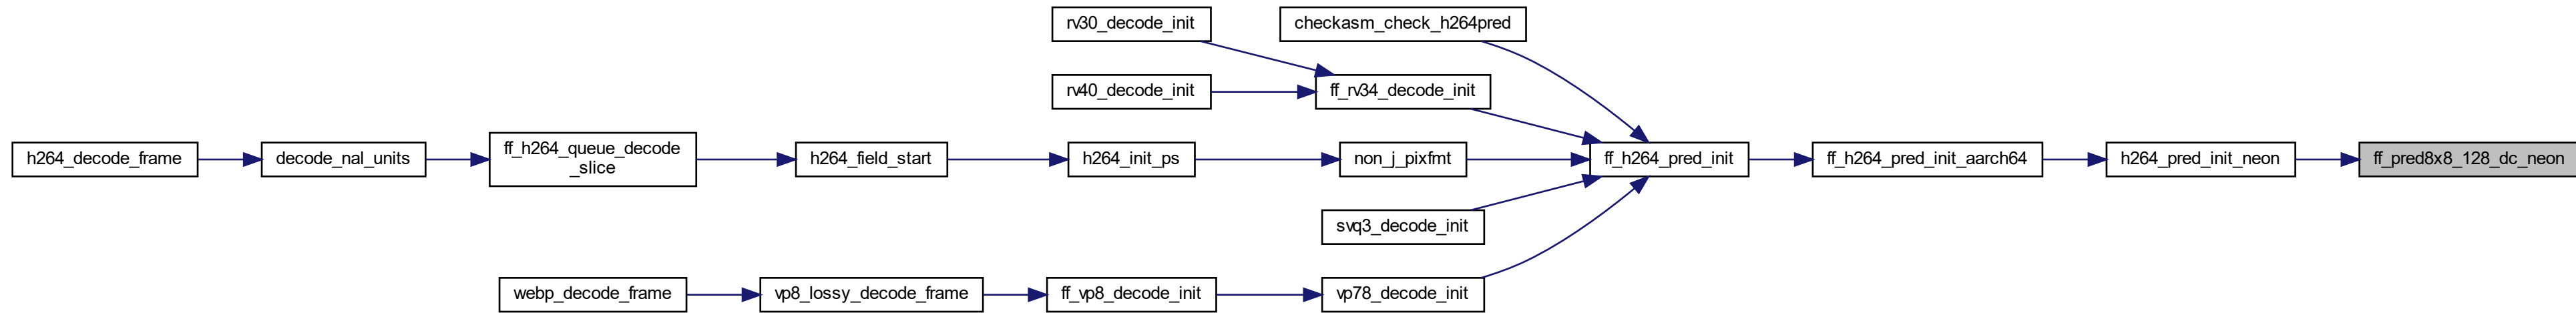 rv30_decode_init
checkasm_check_h264pred
rv40_decode_init
ff_rv34_decode_init
h264_decode_frame
decode_nal_units
ff_h264_queue_decode
_slice
h264_field_start
h264_init_ps
non_j_pixfmt
ff_h264_pred_init
ff_h264_pred_init_aarch64
h264_pred_init_neon
ff_pred8x8_128_dc_neon
svq3_decode_init
webp_decode_frame
vp8_lossy_decode_frame
ff_vp8_decode_init
vp78_decode_init